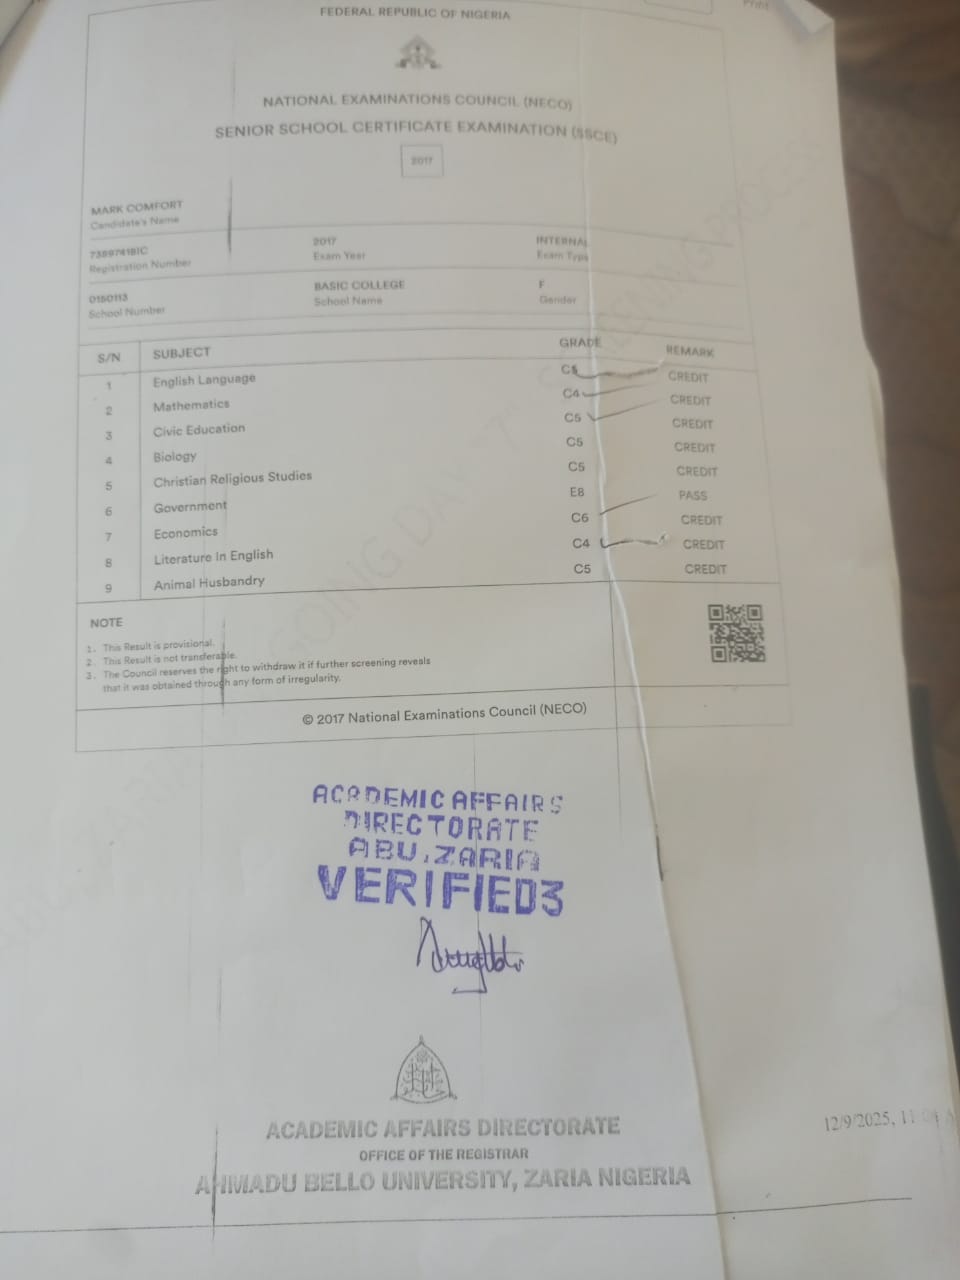 Print
FEDERAL REPUBLIC OF NIGERIA
NATIONAL EXAMINATIONS COUNCIL (NECO)
SENIOR SCHOOL CERTIFICATE EXAMINATION (SSCE)
2017
MARK COMFORT
Candidate's Name
2017 INTERNAL
Registration Number Exam Year Exam Type
0150113 BASIC COLLEGE F
School Number School Name Gender
S/N SUBJECT GRADE REMARK
1 English Language CREDIT
2 Mathematics C4 CREDIT
3 Civic Education C5 CREDIT
4 Biology C5 CREDIT
5 Christian Religious Studies C5 CREDIT
6 Government E8 PASS
7 Economics C6 CREDIT
8 Literature In English C4 CREDIT
9 Animal Husbandry C5 CREDIT
NOTE
1. This Result is provisional.
2. This Result is not transferable.
3. The Council reserves the right to withdraw it if further screening reveals
that it was obtained through any form of irregularity.
© 2017 National Examinations Council (NECO)
ACADEMIC AFFAIRS
DIRECTORATE
ABU, ZARIA
VERIFIED3
ACADEMIC AFFAIRS DIRECTORATE
OFFICE OF THE REGISTRAR
AHMADU BELLO UNIVERSITY, ZARIA NIGERIA
12/9/2025, 11